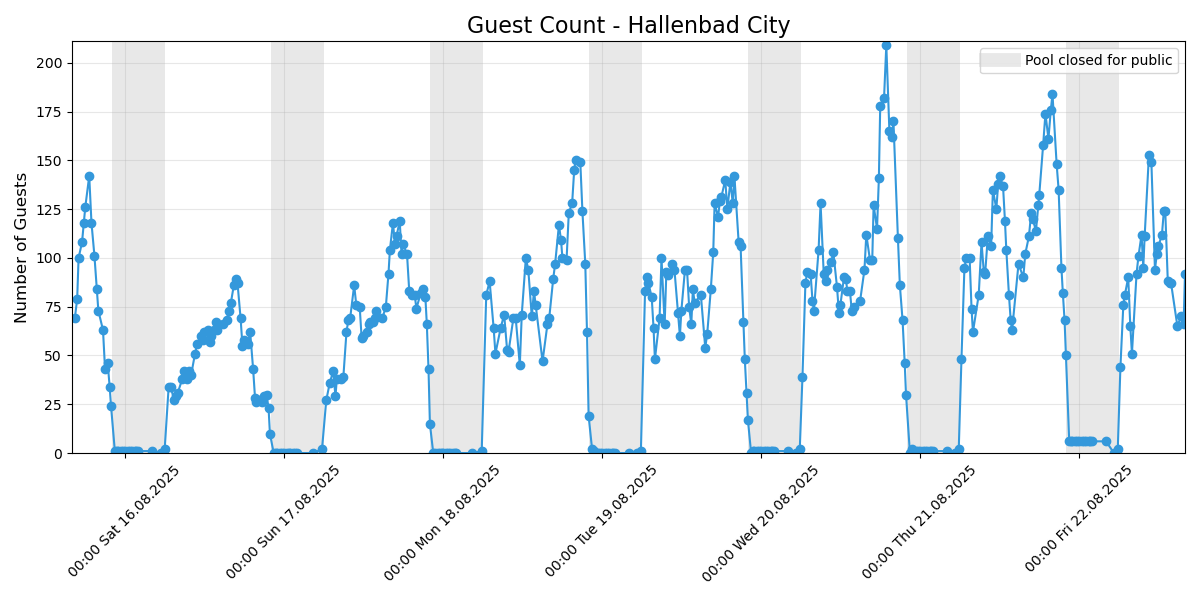 Guest Count - Hallenbad City
Pool closed for public
Number of Guests
200
175
150
125
100
75
50
25
0
00:00 Sat 16.08.2025
00:00 Sun 17.08.2025
00:00 Mon 18.08.2025
00:00 Tue 19.08.2025
00:00 Wed 20.08.2025
00:00 Thu 21.08.2025
00:00 Fri 22.08.2025